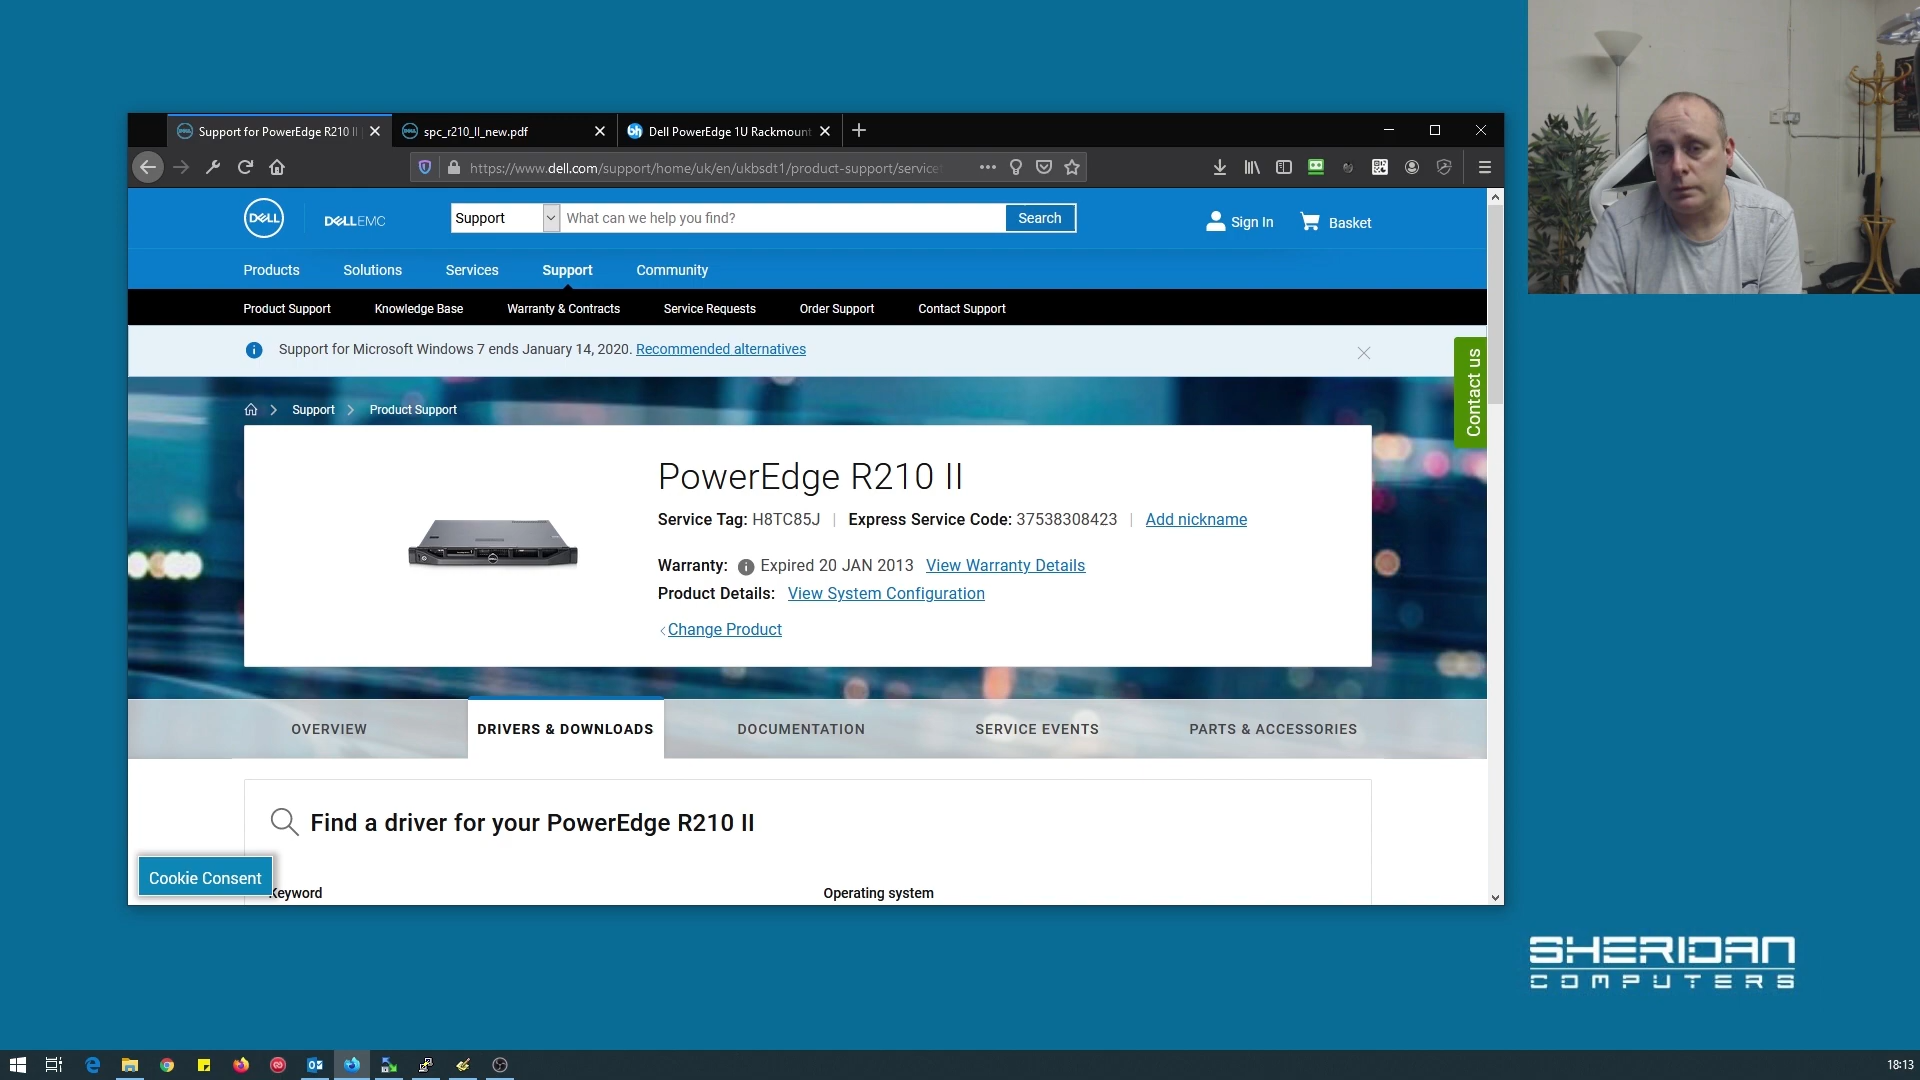 Support for PowerEdge R210 II
spc_r210_II_new.pdf
Dell PowerEdge 1U Rackmount
https://www.dell.com/support/home/uk/en/ukbsdt1/product-support/service
DELL
DELLEMC
Support
What can we help you find?
Search
Sign In
Basket
Products
Solutions
Services
Support
Community
Product Support
Knowledge Base
Warranty & Contracts
Service Requests
Order Support
Contact Support
Support for Microsoft Windows 7 ends January 14, 2020. Recommended alternatives
Contact us
Support
Product Support
PowerEdge R210 II
Service Tag: H8TC85J | Express Service Code: 37538308423 | Add nickname
Warranty: Expired 20 JAN 2013 View Warranty Details
Product Details: View System Configuration
Change Product
OVERVIEW
DRIVERS & DOWNLOADS
DOCUMENTATION
SERVICE EVENTS
PARTS & ACCESSORIES
Find a driver for your PowerEdge R210 II
Cookie Consent
Keyword
Operating system
SHERIDAN
COMPUTERS
18:13